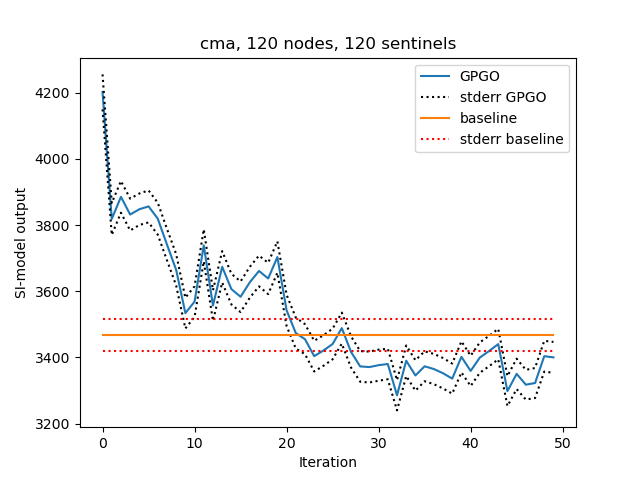 cma, 120 nodes, 120 sentinels
GPGO
stderr GPGO
baseline
stderr baseline
SI-model output
4200
4000
3800
3600
3400
3200
0 10 20 30 40 50
Iteration